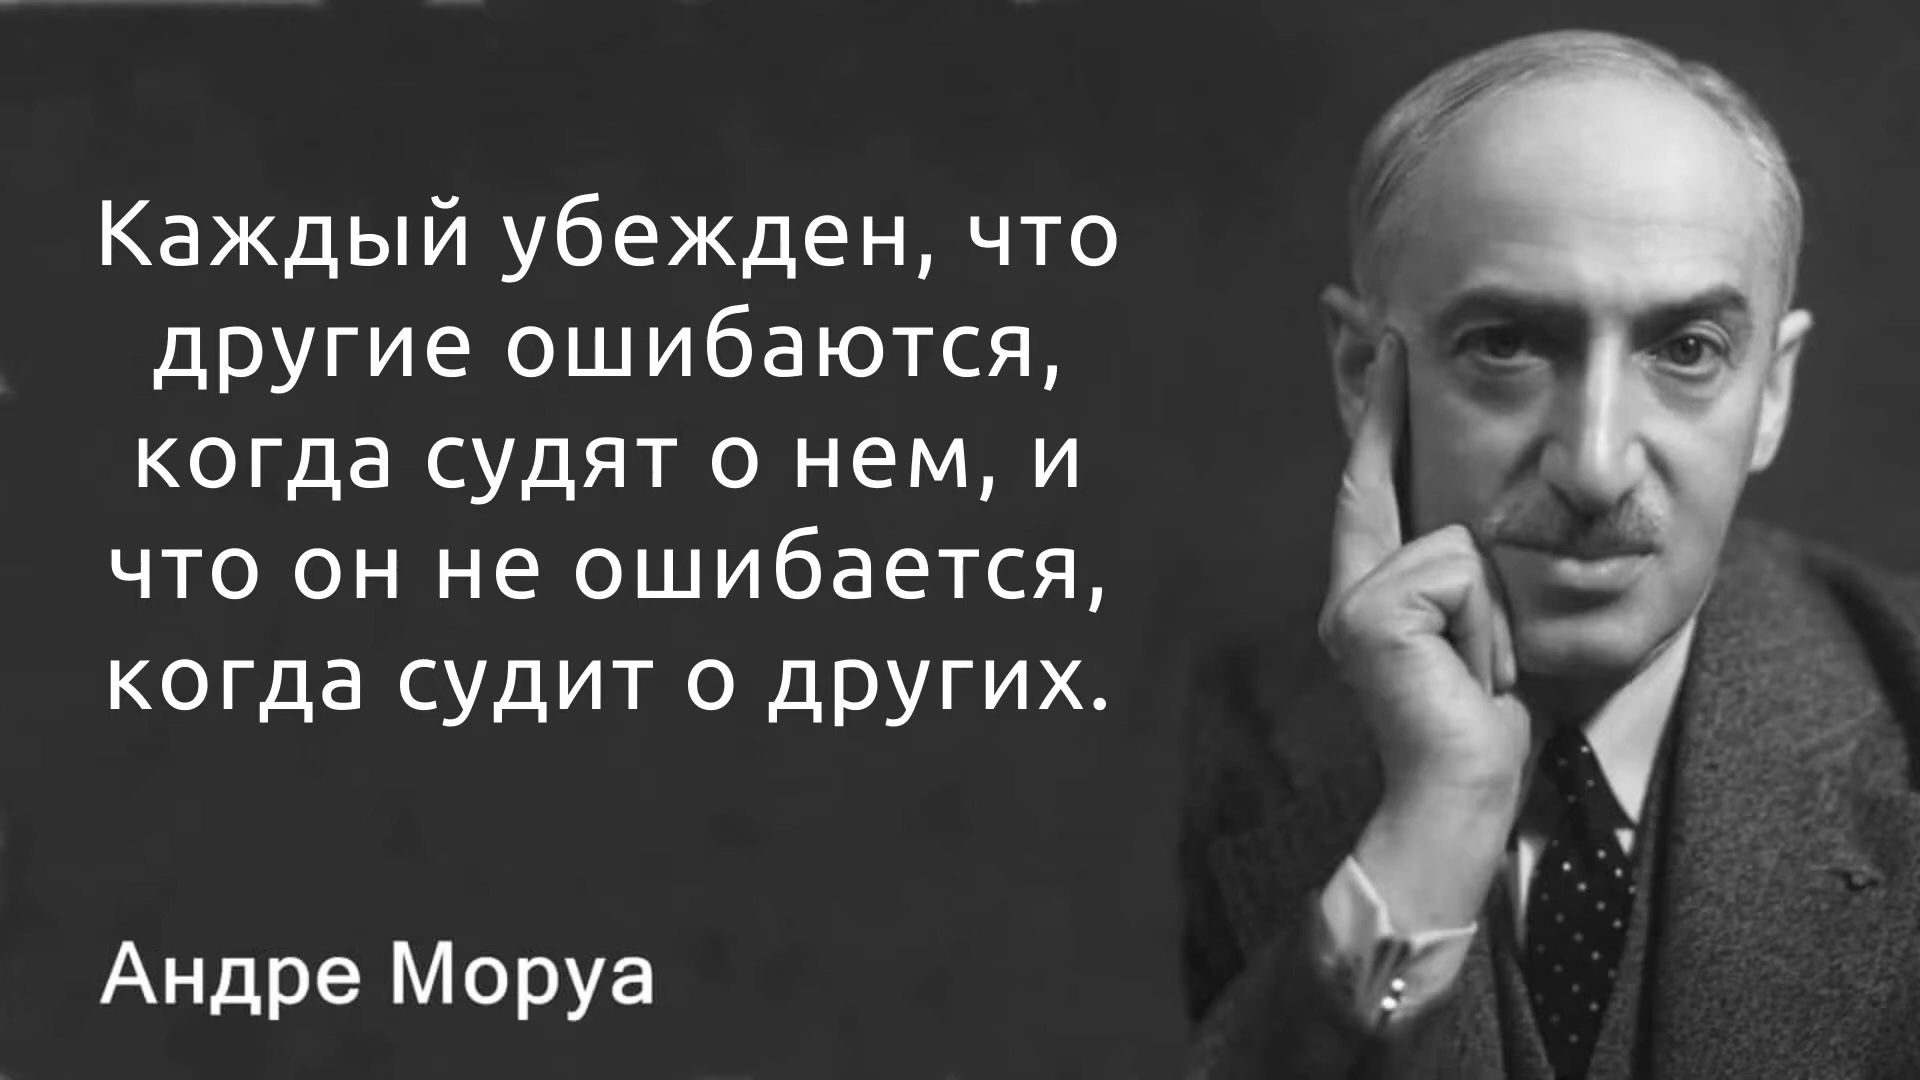 Каждый убежден, что
другие ошибаются,
когда судят о нем, и
что он не ошибается,
когда судит о других.
Андре Моруа